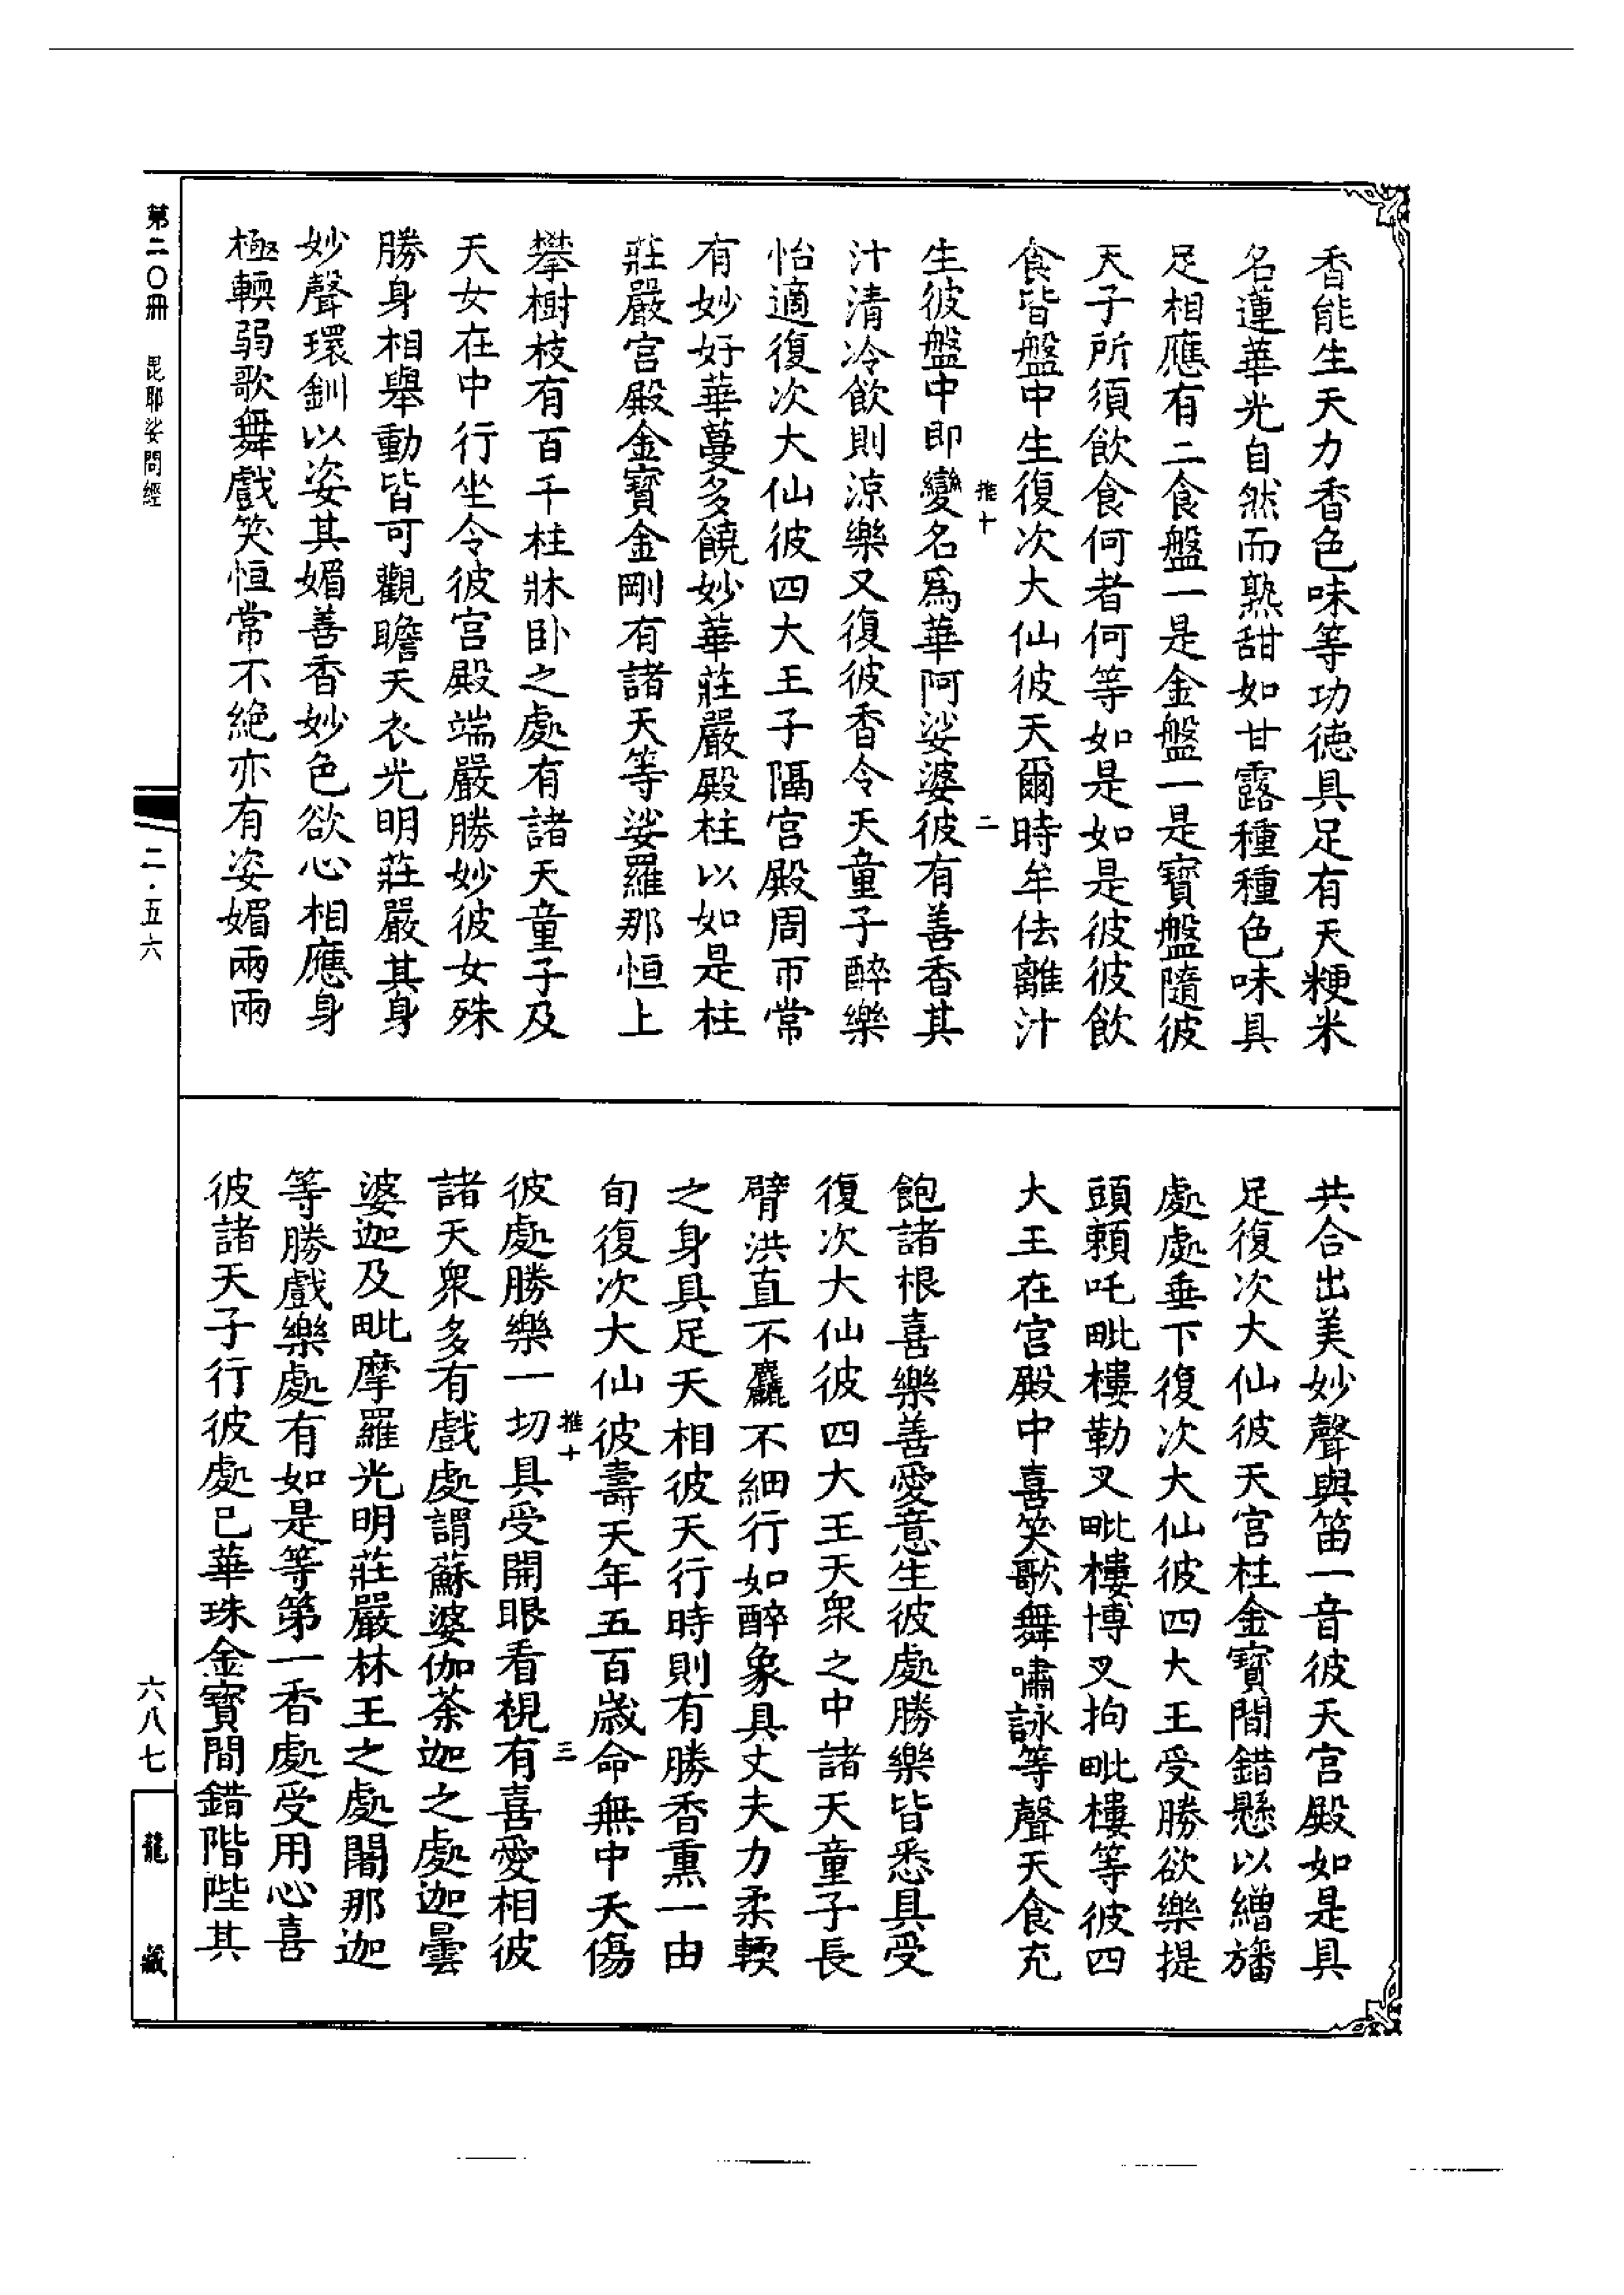 香能生天力香色味等功德具足有天粳米
名蓮華光自然而熟甜如甘露種種色味具
足相應有二食盤一是金盤一是寶盤隨彼
天子所須飲食何者何等如是如是彼彼飲
食皆盤中生復次大仙彼天爾時牟佉離汁
生彼盤中即變名爲華阿娑婆彼有善香其
推十 二
汁清冷飲則涼樂又復彼香令天童子醉樂
怡適復次大仙彼四大王子隔宮殿周帀常
有妙好華蔓多饒妙華莊嚴殿柱以如是柱
莊嚴宮殿金寶金剛有諸天等娑羅那恒上
攀樹枝有百千柱牀臥之處有諸天童子及
天女在中行坐令彼宮殿端嚴勝妙彼女殊
勝身相舉動皆可觀瞻天衣光明莊嚴其身
妙聲環釧以姿其媚善香妙色欲心相應身
極輭弱歌舞戲笑恒常不絶亦有姿媚兩兩
共合出美妙聲與笛一音彼天宮殿如是具
足復次大仙彼天宮柱金寶間錯懸以繒旛
處處垂下復次大仙彼四大王受勝欲樂提
頭賴吒毗樓勒叉毗樓博叉拘毗樓等彼四
大王在宮殿中喜笑歌舞嘯詠等聲天食充
飽諸根喜樂善愛意生彼處勝樂皆悉具受
復次大仙彼四大王天衆之中諸天童子長
臂洪直不麤不細行如醉象具丈夫力柔輭
之身具足天相彼天行時則有勝香熏一由
旬復次大仙彼壽天年五百歲命無中夭傷
推十 三
彼處勝樂一切具受開眼看視有喜愛相彼
諸天衆多有戲處謂蘇婆伽荼迦之處迦曇
婆迦及毗摩羅光明莊嚴林王之處闍那迦
等勝戲樂處有如是等第一香處受用心喜
彼諸天子行彼處已華珠金寶間錯階陛其
第二〇冊 毘耶娑問經
二·五六
六八七
龍藏